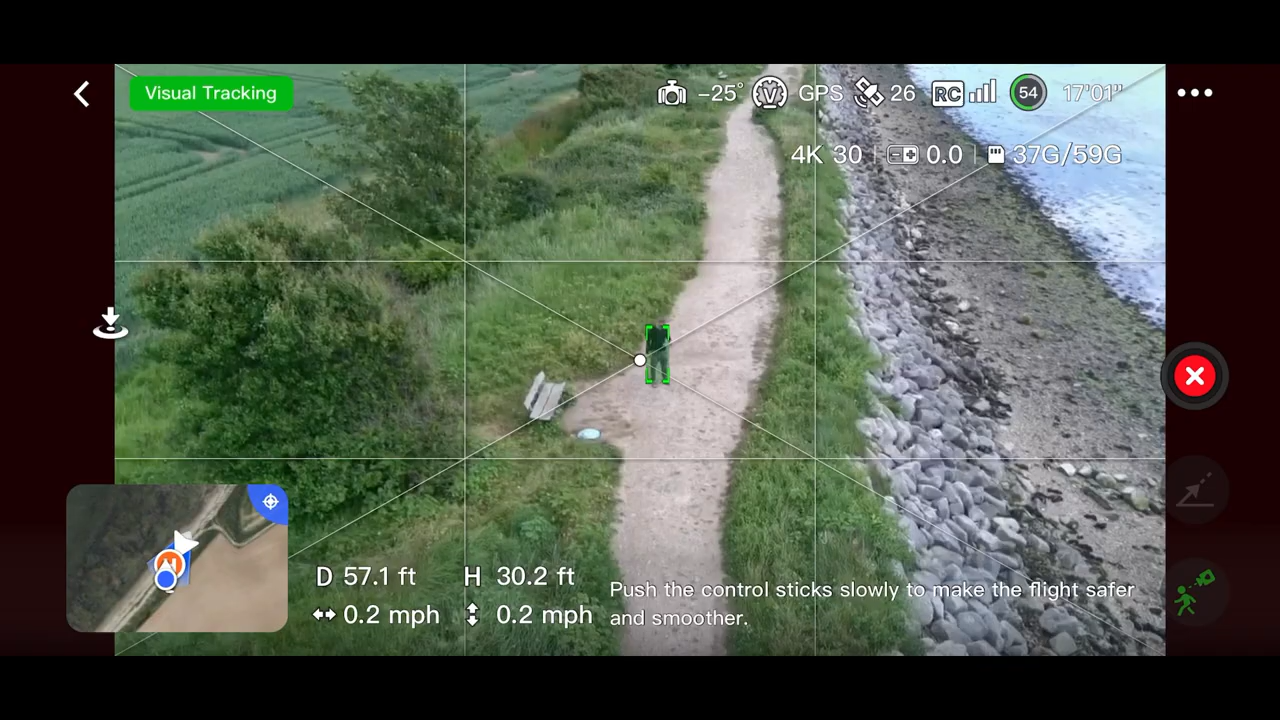 Visual Tracking
−25° V GPS 26 RC 54 17'01"
4K 30 0.0 37G/59G
D 57.1 ft H 30.2 ft
0.2 mph 0.2 mph
Push the control sticks slowly to make the flight safer
and smoother.